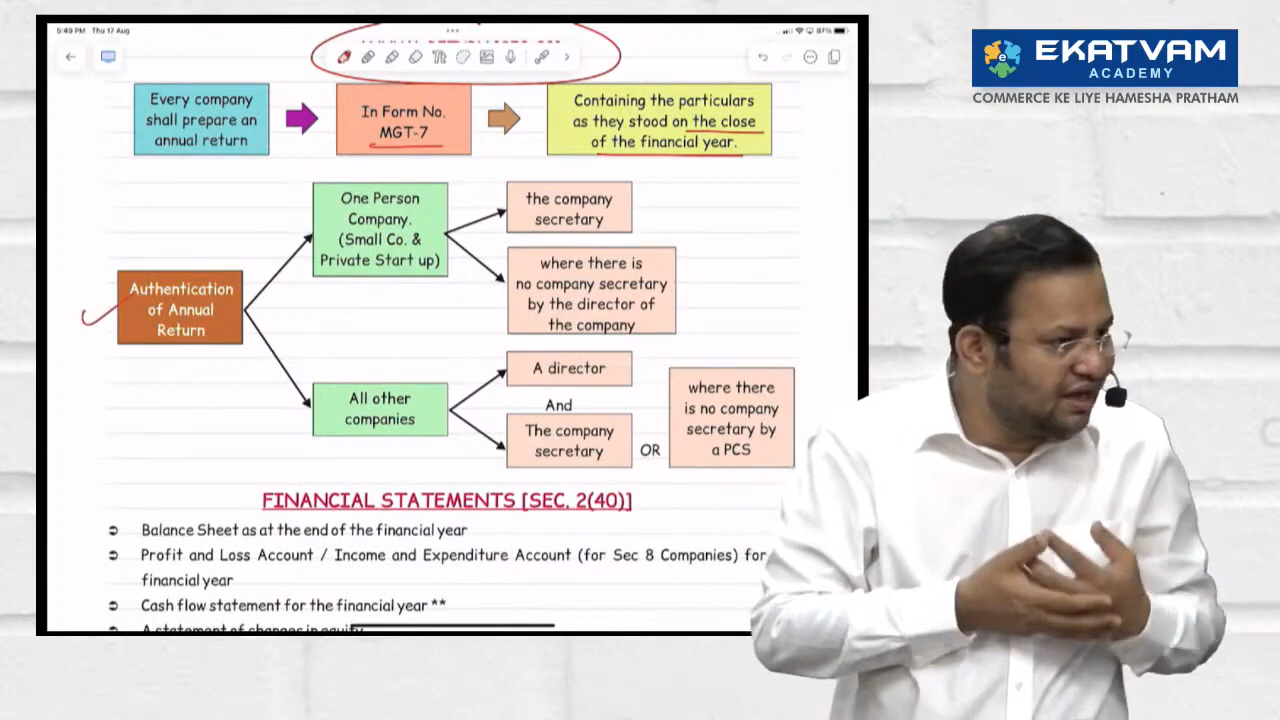 5:49 PM Thu 17 Aug
87%
EKATVAM
ACADEMY
COMMERCE KE LIYE HAMESHA PRATHAM
Every company
shall prepare an
annual return
In Form No.
MGT-7
Containing the particulars
as they stood on the close
of the financial year.
One Person
Company.
(Small Co. &
Private Start up)
the company
secretary
where there is
no company secretary
by the director of
the company
Authentication
of Annual
Return
All other
companies
A director
And
The company
secretary
OR
where there
is no company
secretary by
a PCS
FINANCIAL STATEMENTS [SEC. 2(40)]
➲ Balance Sheet as at the end of the financial year
➲ Profit and Loss Account / Income and Expenditure Account (for Sec 8 Companies) for
financial year
➲ Cash flow statement for the financial year **
➲ A statement of changes in equity